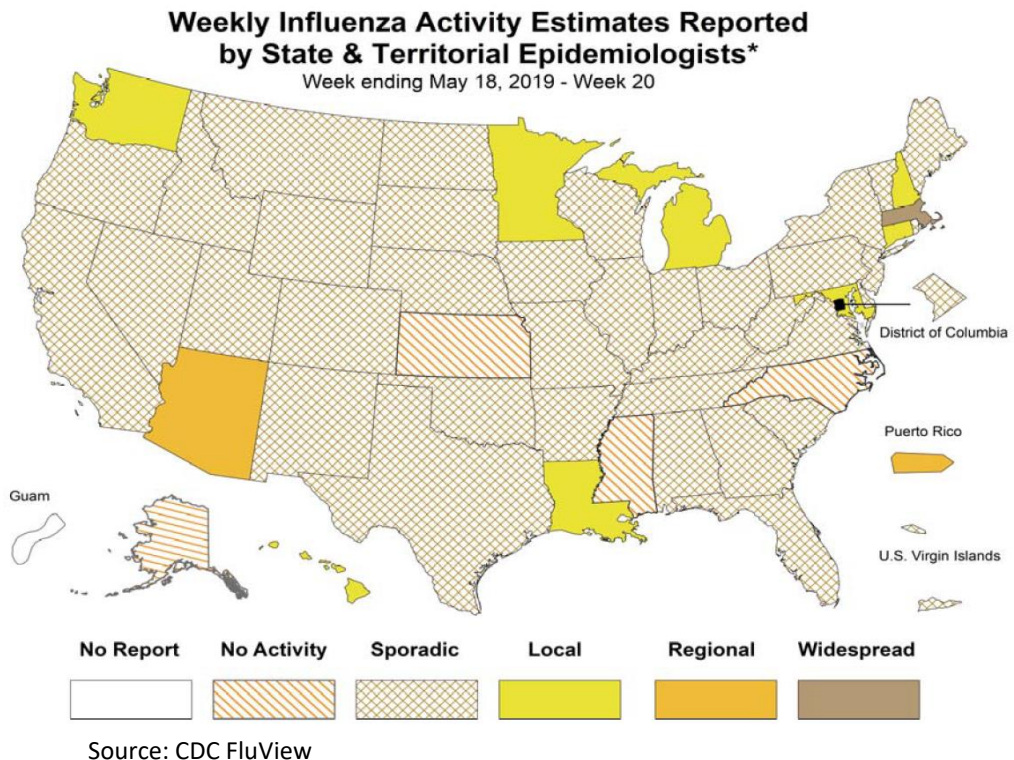 Weekly Influenza Activity Estimates Reported
by State & Territorial Epidemiologists*
Week ending May 18, 2019 - Week 20
District of Columbia
Puerto Rico
Guam
U.S. Virgin Islands
No Report
No Activity
Sporadic
Local
Regional
Widespread
Source: CDC FluView